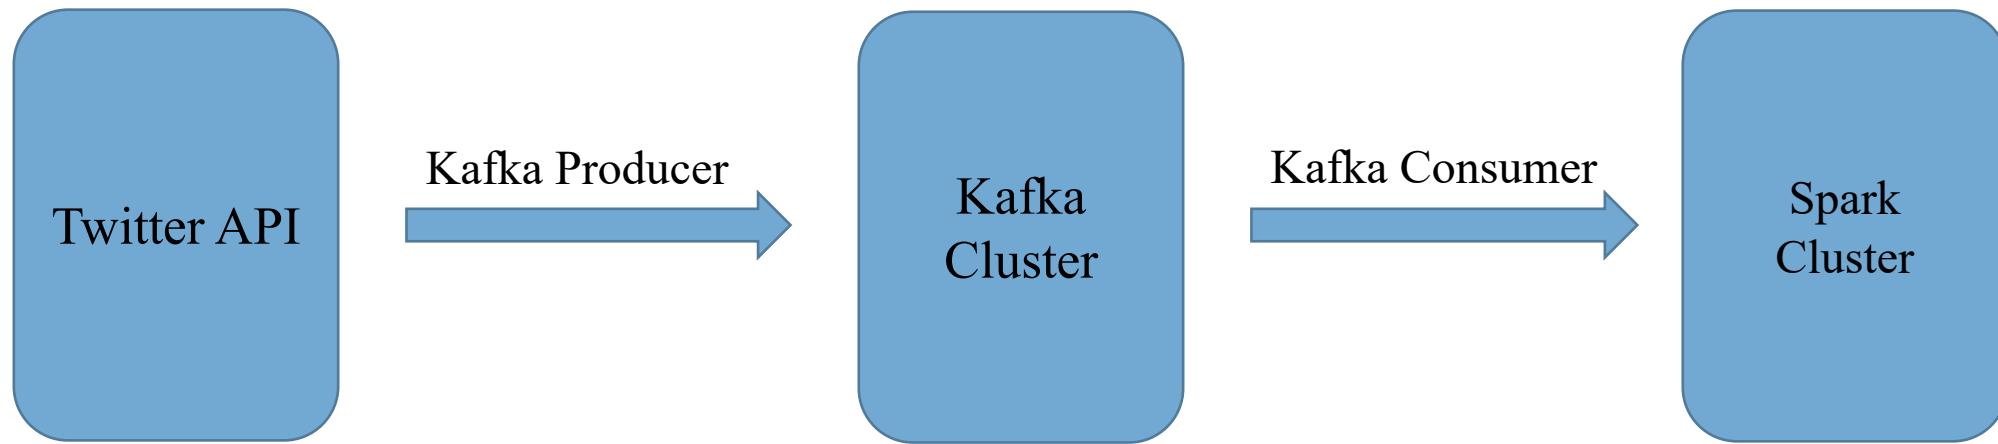 Twitter API
Kafka Producer
Kafka
Cluster
Kafka Consumer
Spark
Cluster